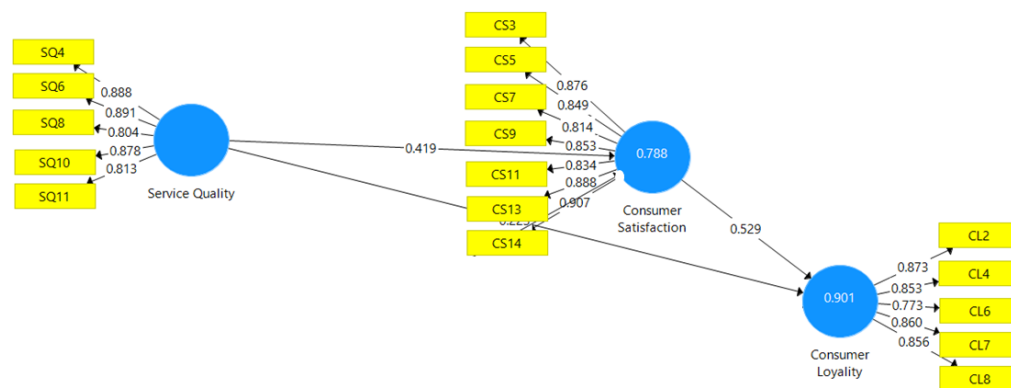 SQ4
SQ6
SQ8
SQ10
SQ11
0.888
0.891
0.804
0.878
0.813
Service Quality
0.419
CS3
CS5
CS7
CS9
CS11
CS13
CS14
0.876
0.849
0.814
0.853
0.834
0.888
0.907
0.788
Consumer
Satisfaction
0.529
0.901
Consumer
Loyality
CL2
CL4
CL6
CL7
CL8
0.873
0.853
0.773
0.860
0.856